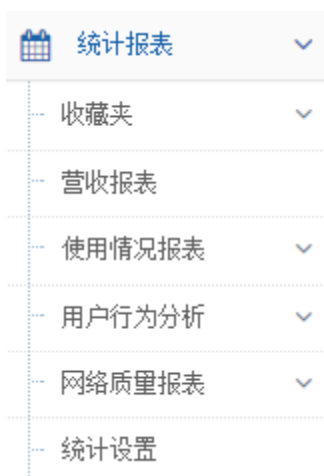 统计报表
收藏夹
营收报表
使用情况报表
用户行为分析
网络质量报表
统计设置